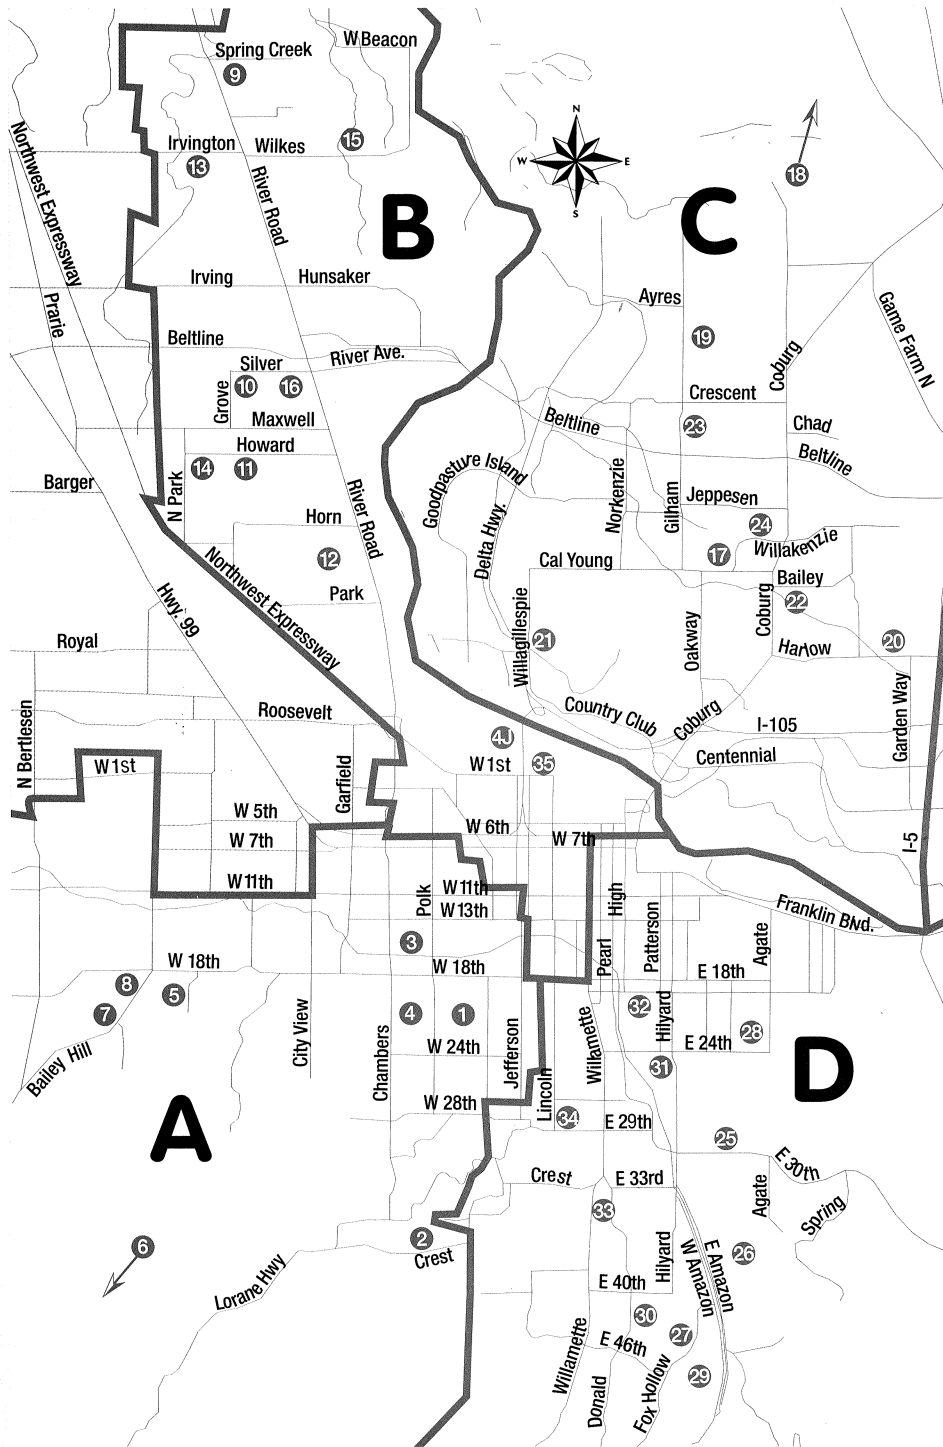 W Beacon
Spring Creek
9
N
W E
S
Northwest Expressway
Irvington
Wilkes
15
13
18
River Road
B
C
Irving
Hunsaker
Ayres
Game Farm N
Prarie
Beltline
River Ave.
19
Coburg
Silver
10
16
Grove
Crescent
Maxwell
Beltline
23
Chad
Howard
Beltline
14
11
Goodpasture Island
Barger
N Park
River Road
Norkenzie
Gilham
Jeppesen
Horn
Delta Hwy.
24
Willakenzie
12
Cal Young
17
Northwest Expressway
Bailey
Park
Hwy. 99
Coburg
22
Willagillespie
21
Oakway
20
Royal
Harlow
N Bertlesen
Roosevelt
Country Club
Coburg
I-105
Garden Way
4J
W 1st
35
Centennial
W 1st
Garfield
W 5th
W 6th
W 7th
W 7th
I-5
W 11th
Polk
W 11th
High
W 13th
Franklin Blvd.
Patterson
Agate
3
Pearl
W 18th
W 18th
E 18th
8
5
7
4
1
32
Hilyard
28
City View
Chambers
Jefferson
Willamette
E 24th
W 24th
Bailey Hill
31
D
Lincoln
W 28th
34
E 29th
A
25
E 30th
Crest
E 33rd
Agate
Spring
33
2
6
Crest
Hilyard
E Amazon
W Amazon
26
Lorane Hwy
E 40th
30
27
Willamette
E 46th
29
Donald
Fox Hollow